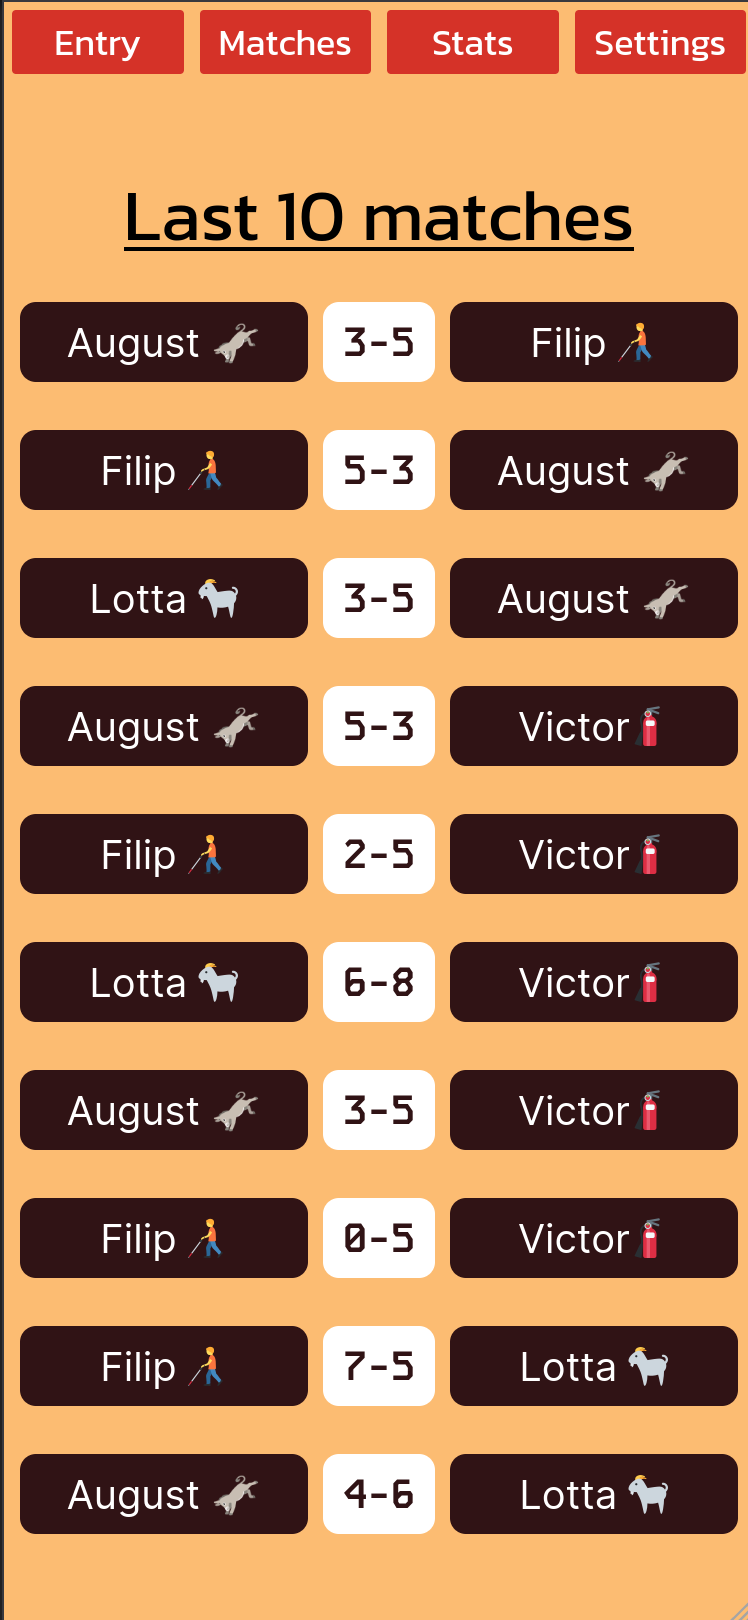 Entry Matches Stats Settings
Last 10 matches
August 3-5 Filip
Filip 5-3 August
Lotta 3-5 August
August 5-3 Victor
Filip 2-5 Victor
Lotta 6-8 Victor
August 3-5 Victor
Filip 0-5 Victor
Filip 7-5 Lotta
August 4-6 Lotta